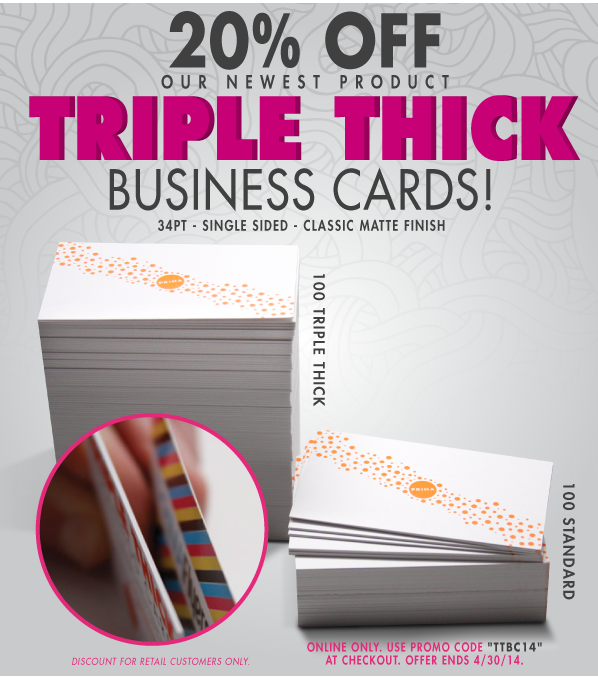 20% OFF
OUR NEWEST PRODUCT
TRIPLE THICK
BUSINESS CARDS!
34PT - SINGLE SIDED - CLASSIC MATTE FINISH
100 TRIPLE THICK
100 STANDARD
ONLINE ONLY. USE PROMO CODE "TTBC14"
AT CHECKOUT. OFFER ENDS 4/30/14.
DISCOUNT FOR RETAIL CUSTOMERS ONLY.